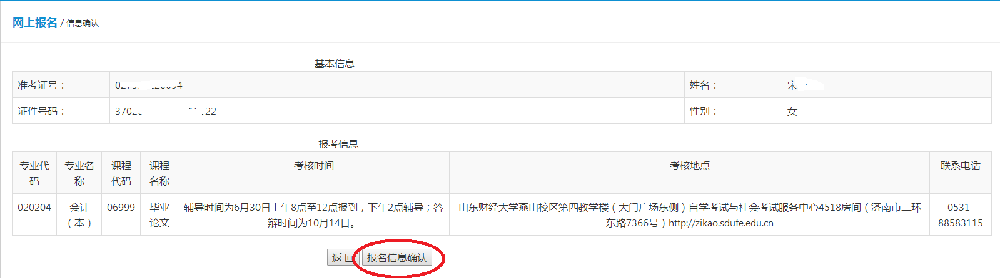 网上报名 / 信息确认
基本信息
准考证号：
姓名： 宋
证件号码： 370 22
性别： 女
报考信息
专业代码 专业名称 课程代码 课程名称 考核时间 考核地点 联系电话
020204 会计（本） 06999 毕业论文 辅导时间为6月30日上午8点至12点报到，下午2点辅导；答辩时间为10月14日。 山东财经大学燕山校区第四教学楼（大门广场东侧）自学考试与社会考试服务中心4518房间（济南市二环东路7366号）http://zikao.sdufe.edu.cn 0531-88583115
返 回 报名信息确认